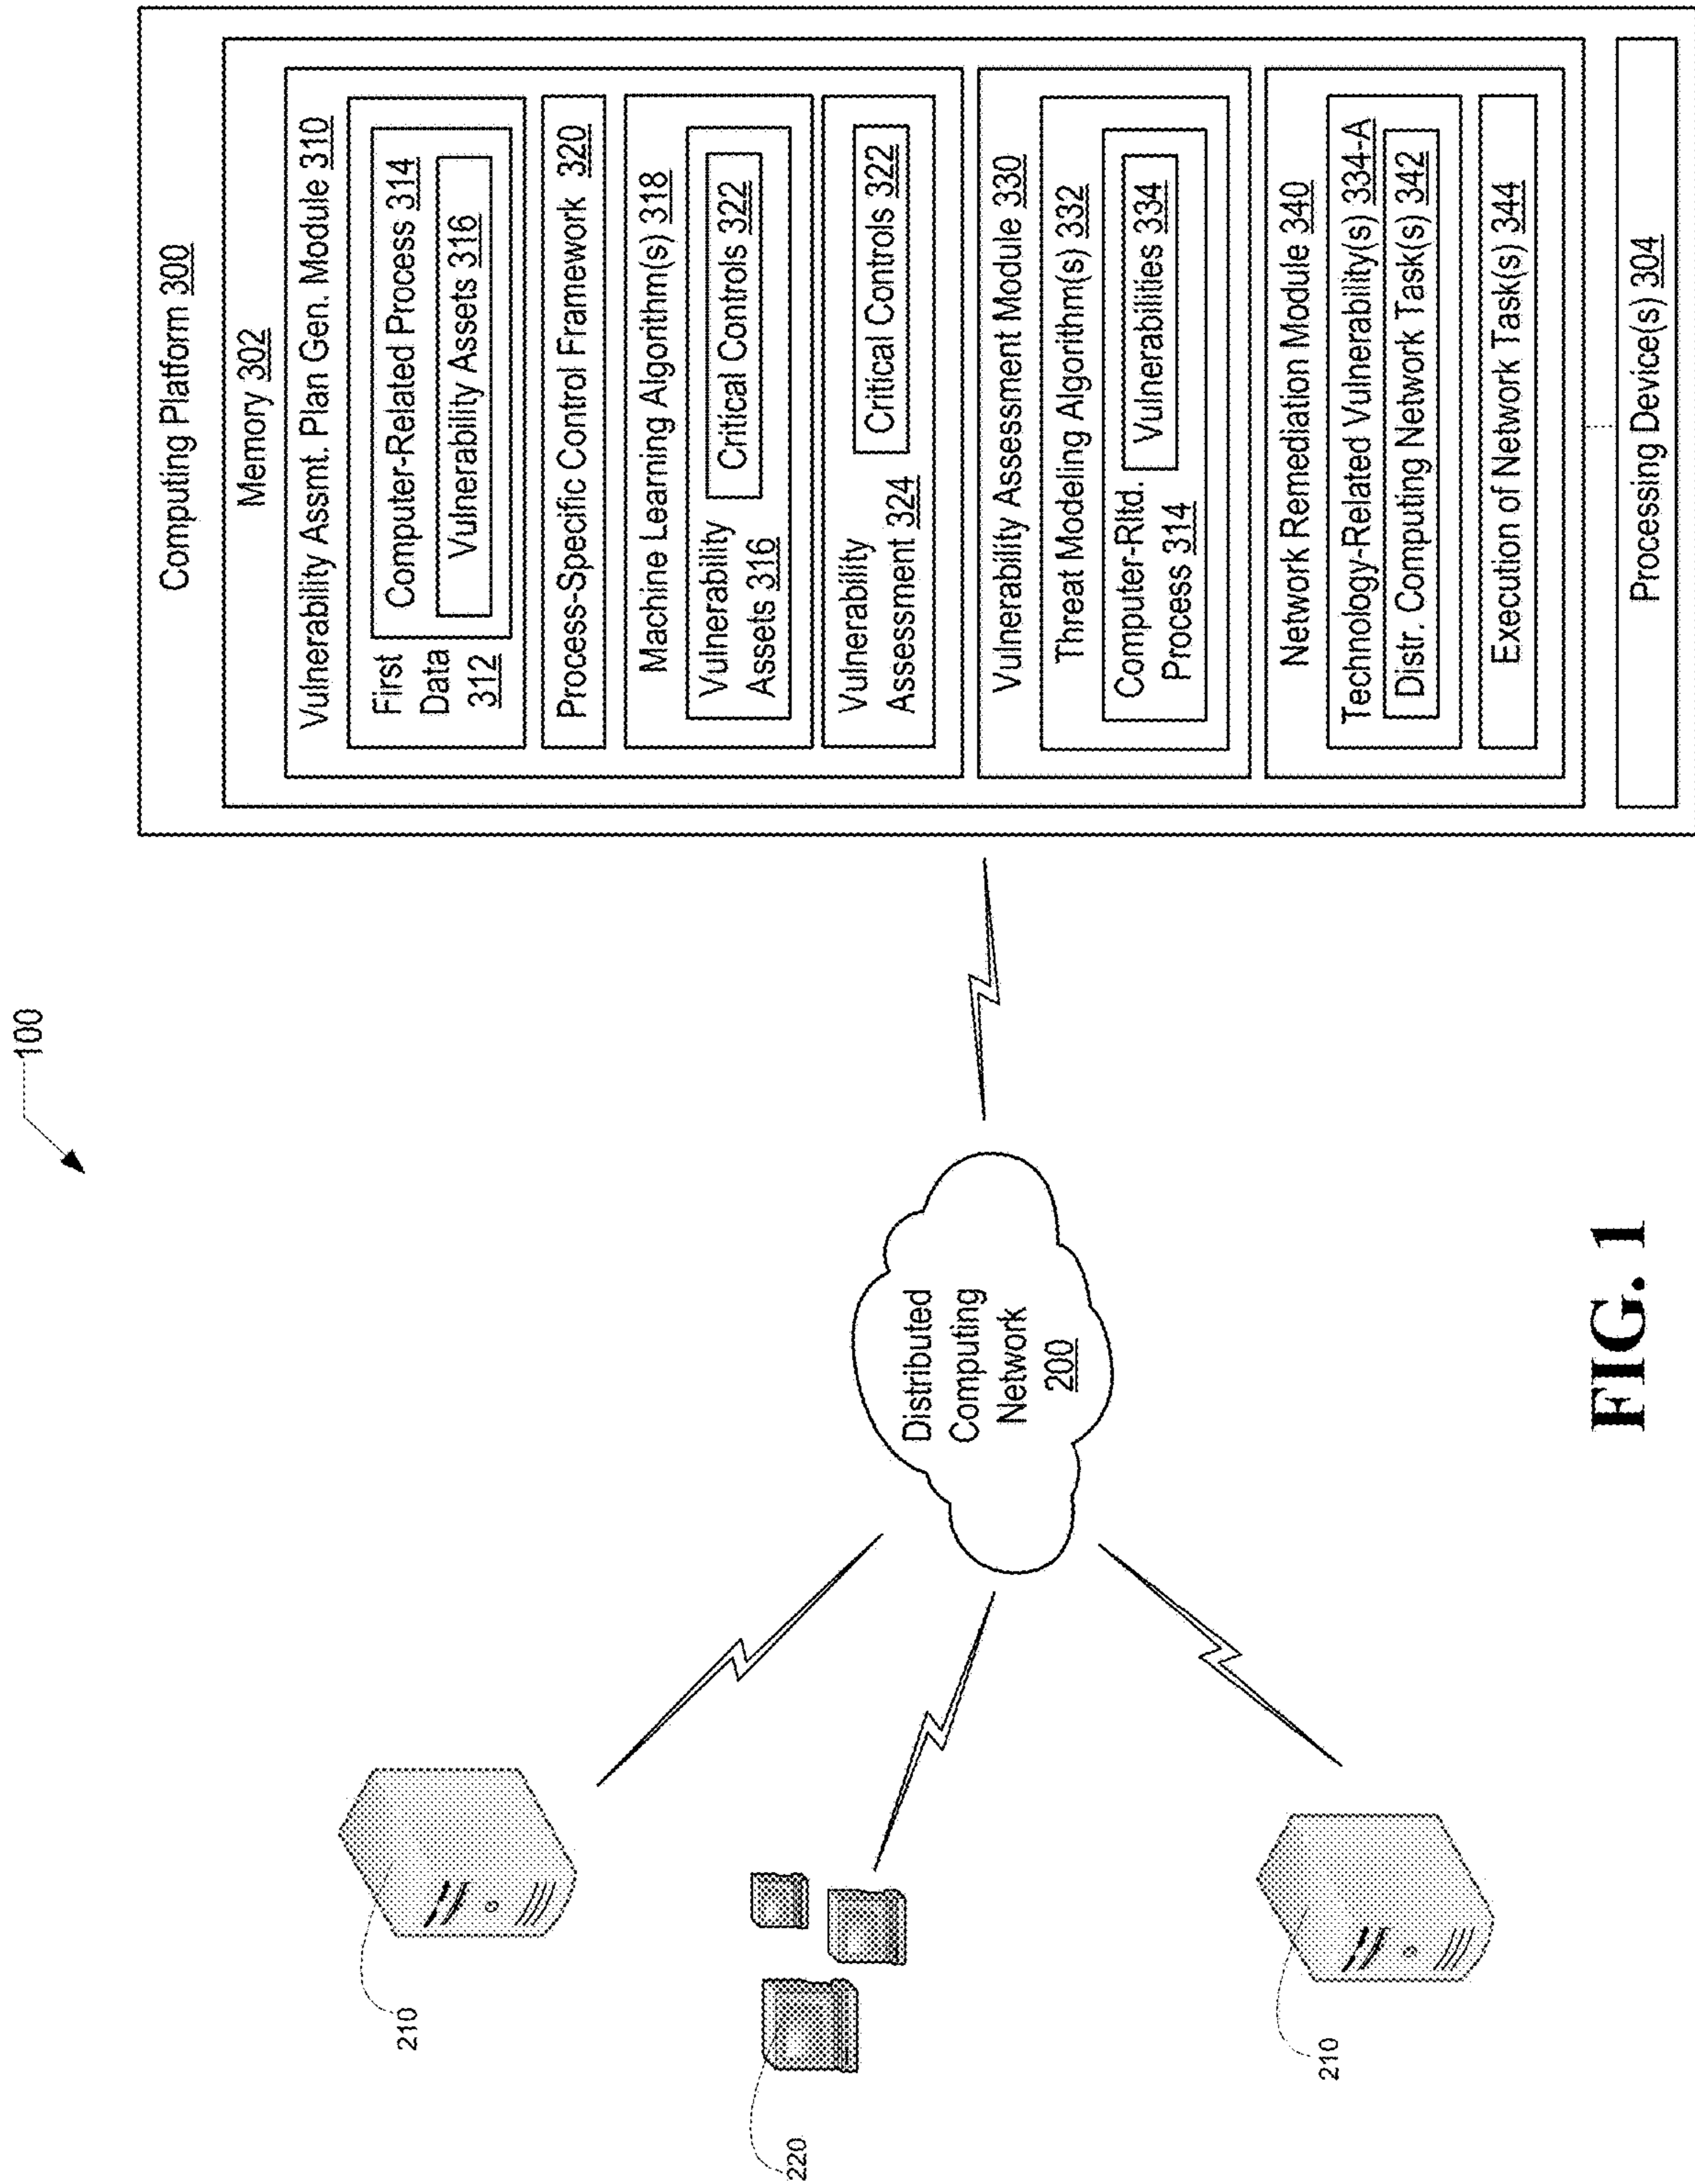 100
Computing Platform 300
Memory 302
Vulnerability Assmt. Plan Gen. Module 310
First
Data
312
Computer-Related Process 314
Vulnerability Assets 316
Process-Specific Control Framework 320
Machine Learning Algorithm(s) 318
Vulnerability
Assets 316
Critical Controls 322
Vulnerability
Assessment 324
Critical Controls 322
Vulnerability Assessment Module 330
Threat Modeling Algorithm(s) 332
Computer-Rltd.
Process 314
Vulnerabilities 334
Network Remediation Module 340
Technology-Related Vulnerability(s) 334-A
Distr. Computing Network Task(s) 342
Execution of Network Task(s) 344
Processing Device(s) 304
Distributed
Computing
Network
200
210
220
210
FIG. 1